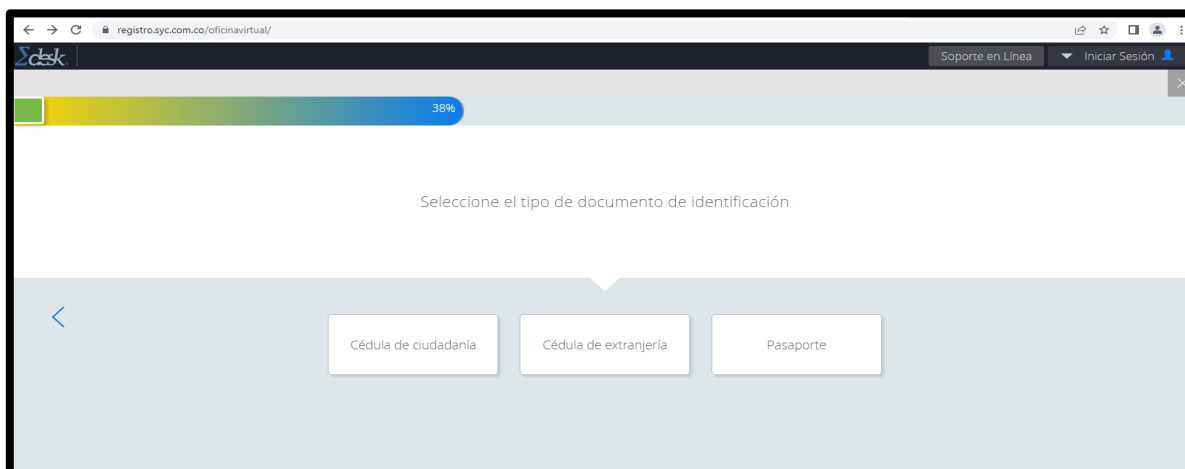 registro.syc.com.co/oficinavirtual/
Σdesk
Soporte en Línea
Iniciar Sesión
38%
Seleccione el tipo de documento de identificación
Cédula de ciudadanía
Cédula de extranjería
Pasaporte